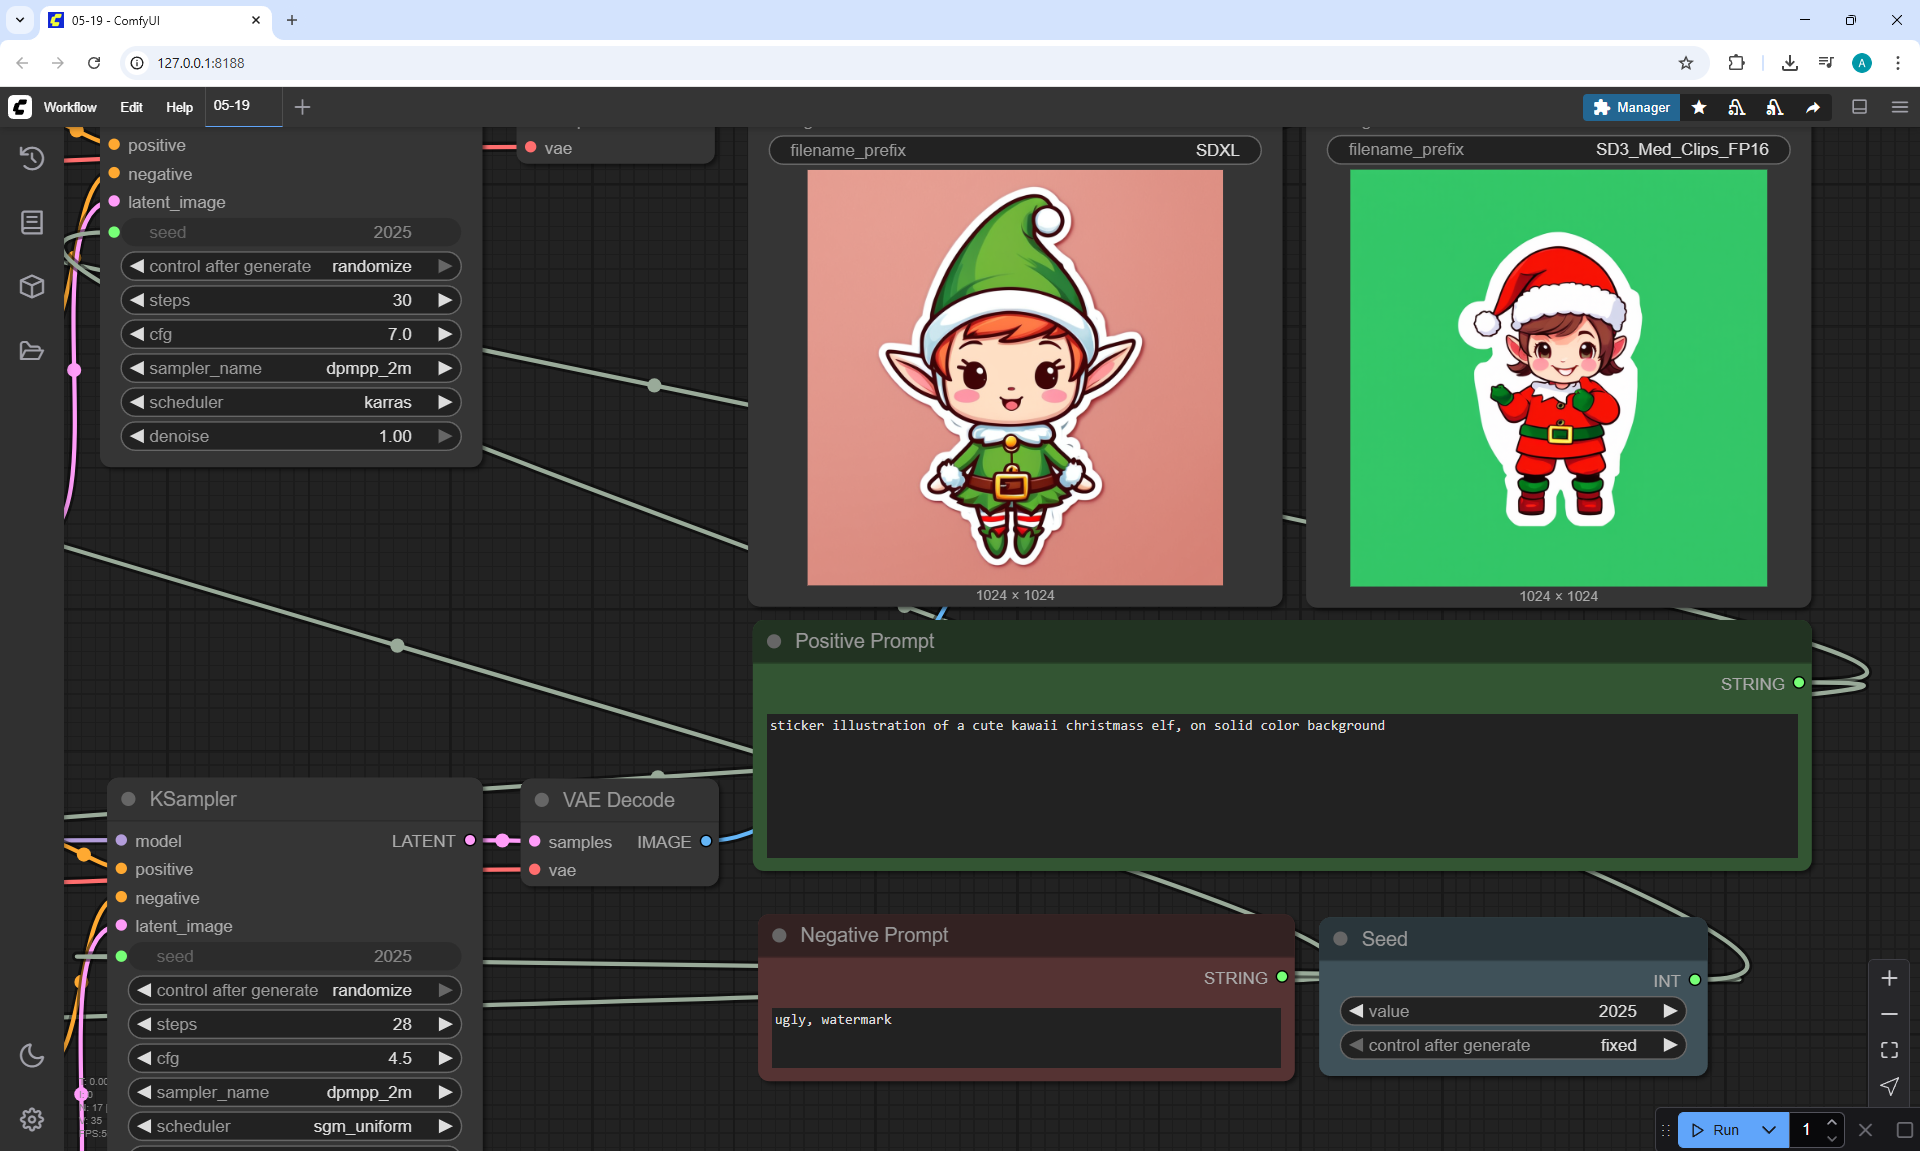 05-19 - ComfyUI
127.0.0.1:8188
A
Workflow Edit Help 05-19
Manager
positive
negative
latent_image
seed 2025
control after generate randomize
steps 30
cfg 7.0
sampler_name dpmpp_2m
scheduler karras
denoise 1.00
vae
filename_prefix SDXL
1024 × 1024
filename_prefix SD3_Med_Clips_FP16
1024 × 1024
Positive Prompt
STRING
sticker illustration of a cute kawaii christmass elf, on solid color background
KSampler
model LATENT
positive
negative
latent_image
seed 2025
control after generate randomize
steps 28
cfg 4.5
sampler_name dpmpp_2m
scheduler sgm_uniform
VAE Decode
samples IMAGE
vae
Negative Prompt
STRING
ugly, watermark
Seed
INT
value 2025
control after generate fixed
Run 1